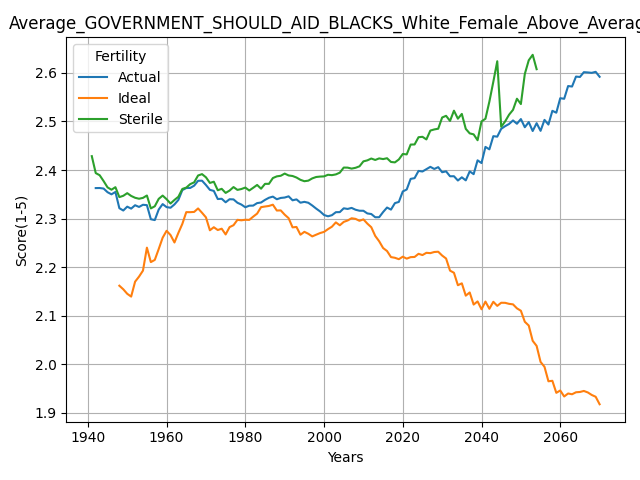 Average_GOVERNMENT_SHOULD_AID_BLACKS_White_Female_Above_Averag
Fertility
Actual
Ideal
Sterile
Score(1-5)
2.6
2.5
2.4
2.3
2.2
2.1
2.0
1.9
1940 1960 1980 2000 2020 2040 2060
Years